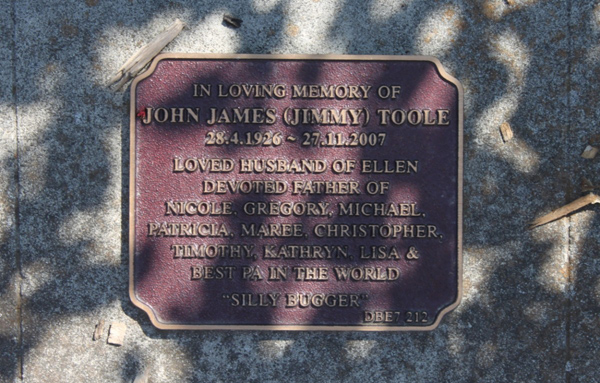 IN LOVING MEMORY OF
JOHN JAMES (JIMMY) TOOLE
28.4.1926 ~ 27.11.2007
LOVED HUSBAND OF ELLEN
DEVOTED FATHER OF
NICOLE, GREGORY, MICHAEL,
PATRICIA, MAREE, CHRISTOPHER,
TIMOTHY, KATHRYN, LISA &
BEST PA IN THE WORLD
"SILLY BUGGER"
DBE7 212